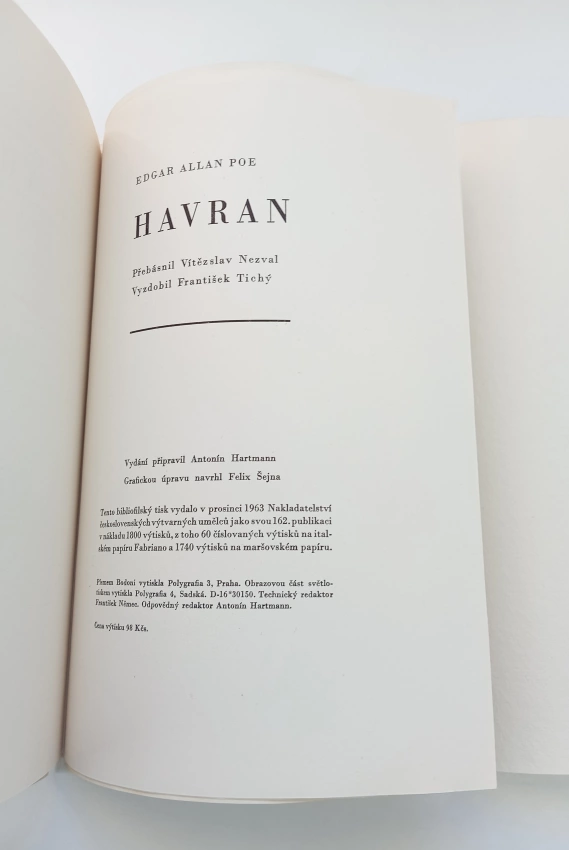 EDGAR ALLAN POE
HAVRAN
Přebásnil Vítězslav Nezval
Vyzdobil František Tichý
Vydání připravil Antonín Hartmann
Grafickou úpravu navrhl Felix Šejna
Tento bibliofilský tisk vydalo v prosinci 1963 Nakladatelství
československých výtvarných umělců jako svou 162. publikaci
v nákladu 1800 výtisků, z toho 60 číslovaných výtisků na ital-
ském papíru Fabriano a 1740 výtisků na maršovském papíru.
Písmem Bodoni vytiskla Polygrafia 3, Praha. Obrazovou část světlo-
tiskem vytiskla Polygrafia 4, Sadská. D-16*30150. Technický redaktor
František Němec. Odpovědný redaktor Antonín Hartmann.
Cena výtisku 98 Kčs.